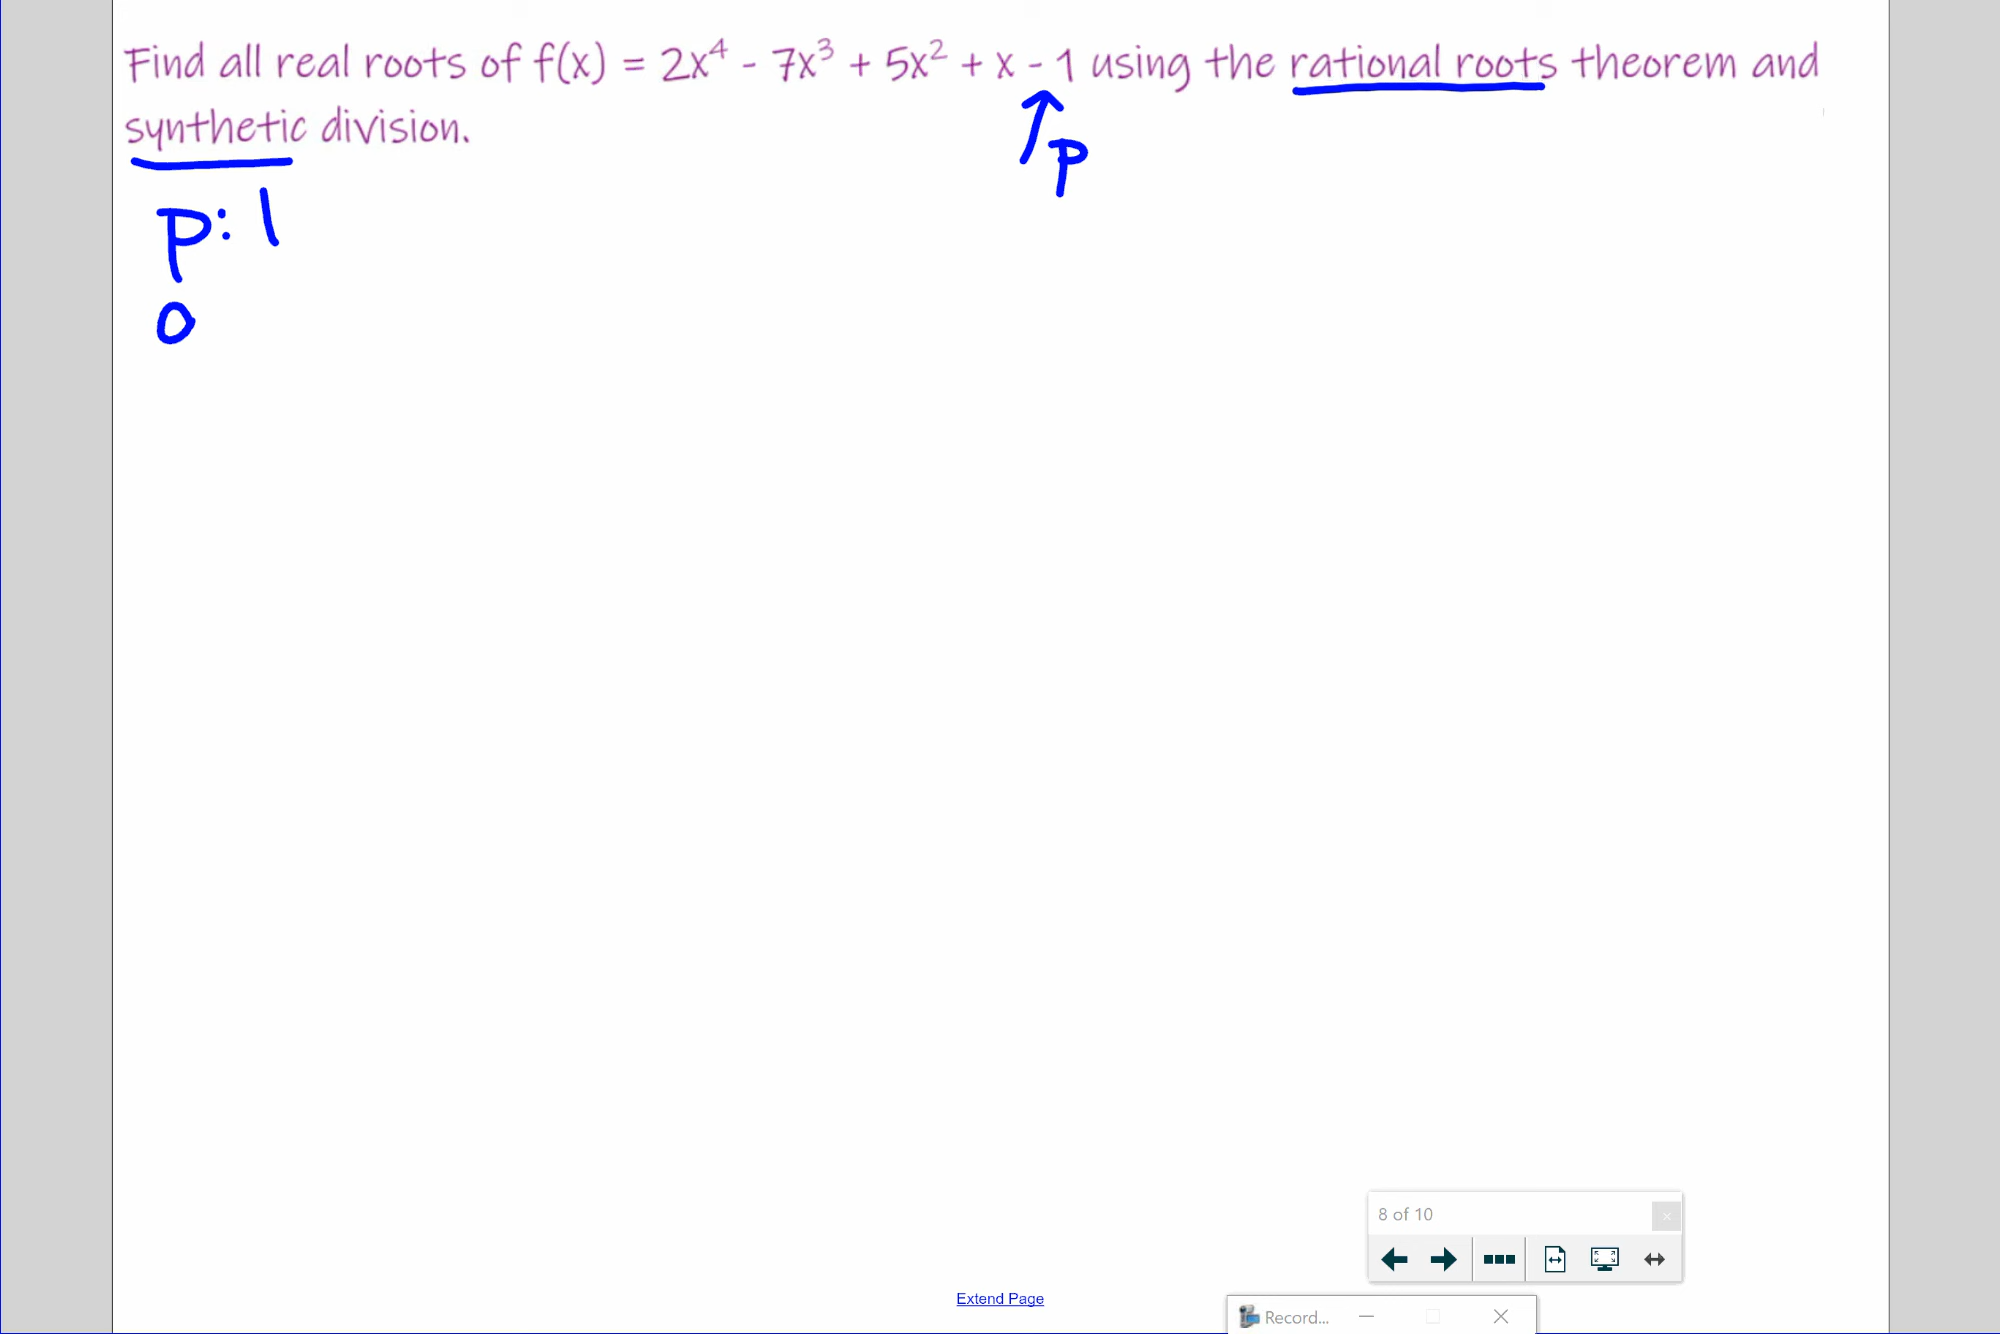 Find all real roots of f(x) = 2x⁴ - 7x³ + 5x² + x - 1 using the rational roots theorem and
synthetic division.
p
p: 1
o
8 of 10
Extend Page
Record...